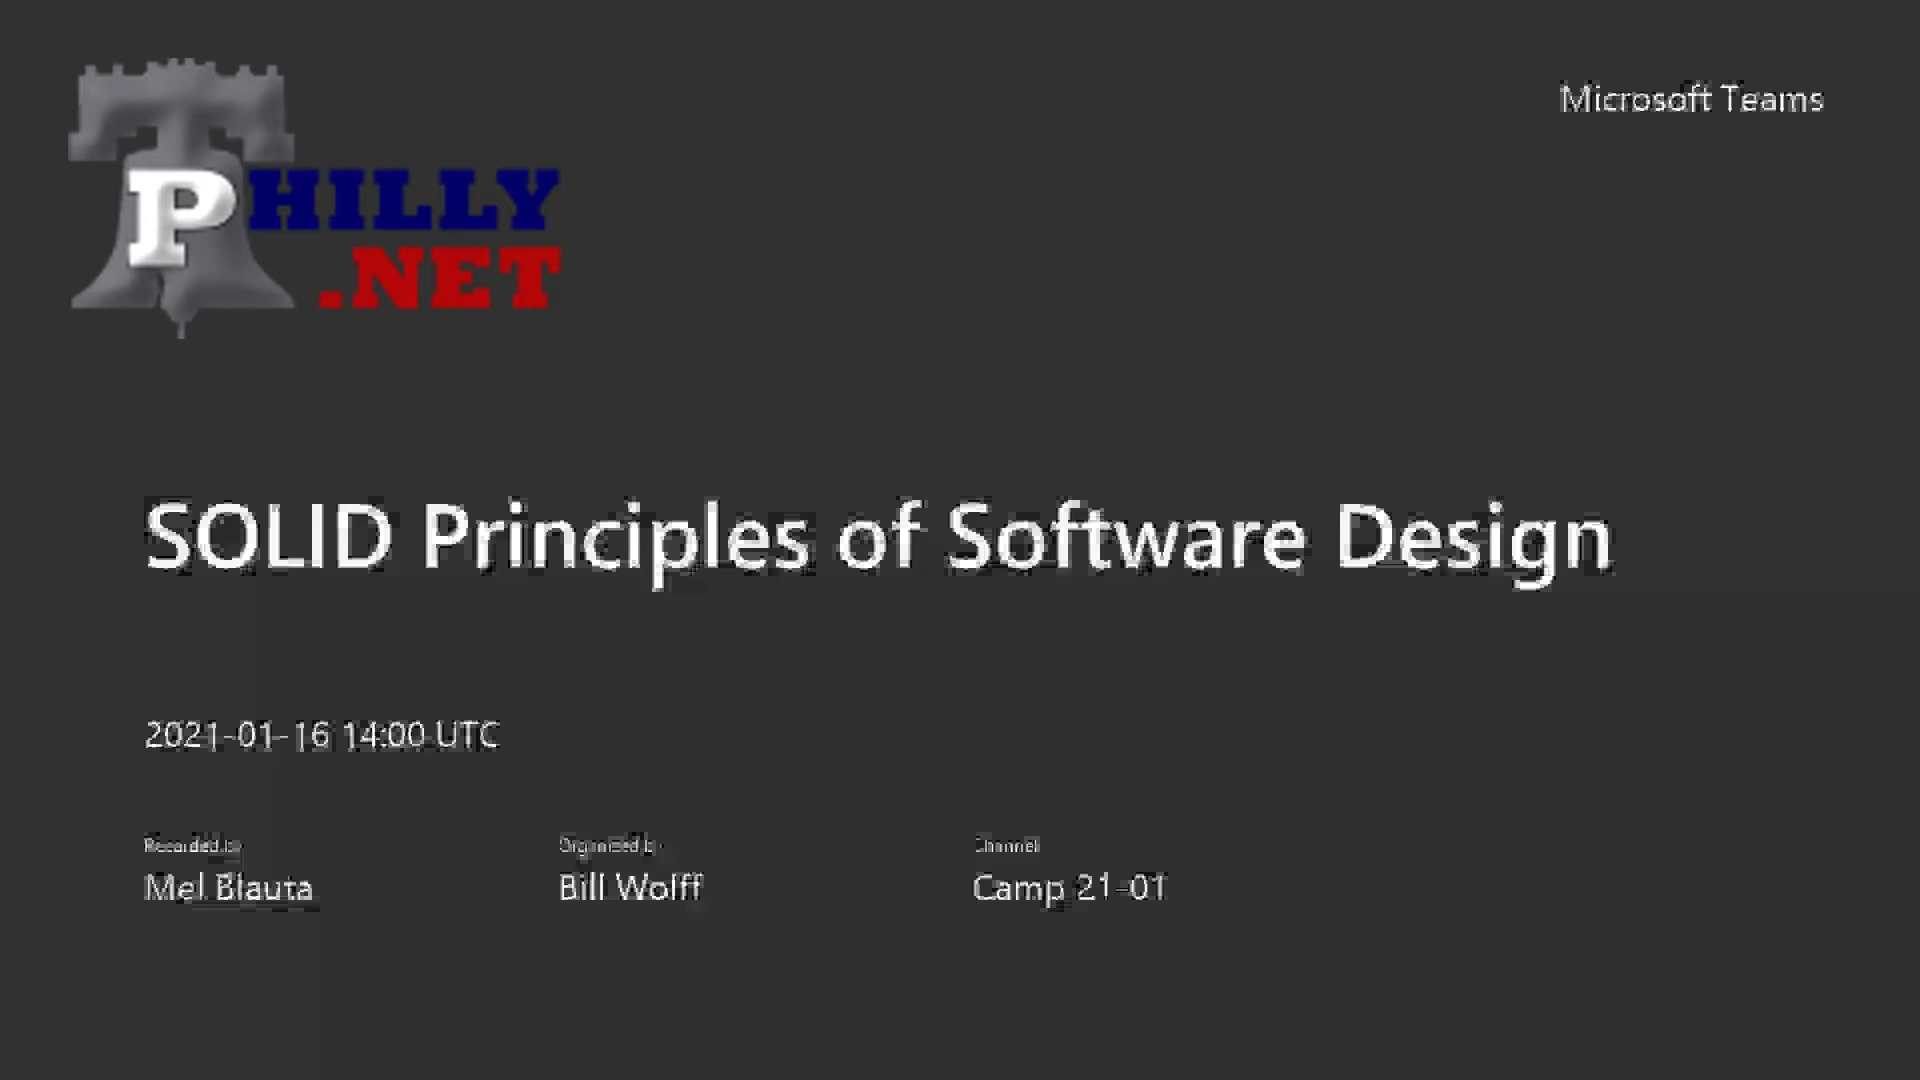 PHILLY
.NET
Microsoft Teams
SOLID Principles of Software Design
2021-01-16 14:00 UTC
Recorded by
Organized by
Channel
Mel Blauta
Bill Wolff
Camp 21-01